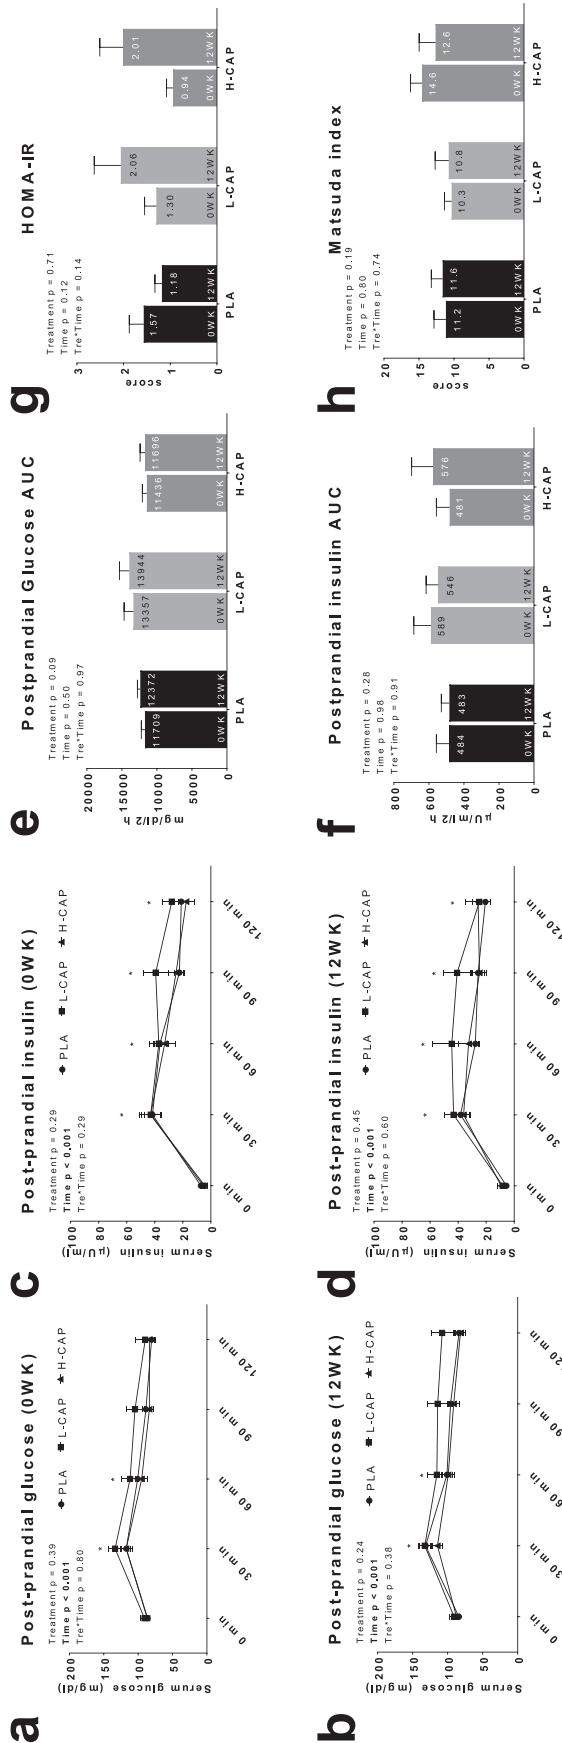 a
Post-prandial glucose (0WK)
Treatment p = 0.39
Time p < 0.001
Tre*Time p = 0.80
PLA
L-CAP
H-CAP
Serum glucose
(mg/dl)
200
150
100
50
0
*
*
0 min
30 min
60 min
90 min
120 min
b
Post-prandial glucose (12WK)
Treatment p = 0.24
Time p < 0.001
Tre*Time p = 0.38
PLA
L-CAP
H-CAP
Serum glucose
(mg/dl)
200
150
100
50
0
*
*
0 min
30 min
60 min
90 min
120 min
c
Post-prandial insulin (0WK)
Treatment p = 0.29
Time p < 0.001
Tre*Time p = 0.29
PLA
L-CAP
H-CAP
Serum insulin
(µU/ml)
100
80
60
40
20
0
*
*
*
*
0 min
30 min
60 min
90 min
120 min
d
Post-prandial insulin (12WK)
Treatment p = 0.45
Time p < 0.001
Tre*Time p = 0.60
PLA
L-CAP
H-CAP
Serum insulin
(µU/ml)
100
80
60
40
20
0
*
*
*
*
0 min
30 min
60 min
90 min
120 min
e
Postprandial Glucose AUC
Treatment p = 0.09
Time p = 0.50
Tre*Time p = 0.97
mg/dl/2 h
20000
15000
10000
5000
0
11709
12372
13357
13944
11436
11696
0WK
12WK
0WK
12WK
0WK
12WK
PLA
L-CAP
H-CAP
f
Postprandial insulin AUC
Treatment p = 0.28
Time p = 0.98
Tre*Time p = 0.91
µU/ml/2 h
800
600
400
200
0
484
483
589
546
481
576
0WK
12WK
0WK
12WK
0WK
12WK
PLA
L-CAP
H-CAP
g
HOMA-IR
Treatment p = 0.71
Time p = 0.12
Tre*Time p = 0.14
score
3
2
1
0
1.57
1.18
1.30
2.06
0.94
2.01
0WK
12WK
0WK
12WK
0WK
12WK
PLA
L-CAP
H-CAP
h
Matsuda index
Treatment p = 0.19
Time p = 0.80
Tre*Time p = 0.74
score
20
15
10
5
0
11.2
11.6
10.3
10.8
14.6
12.6
0WK
12WK
0WK
12WK
0WK
12WK
PLA
L-CAP
H-CAP